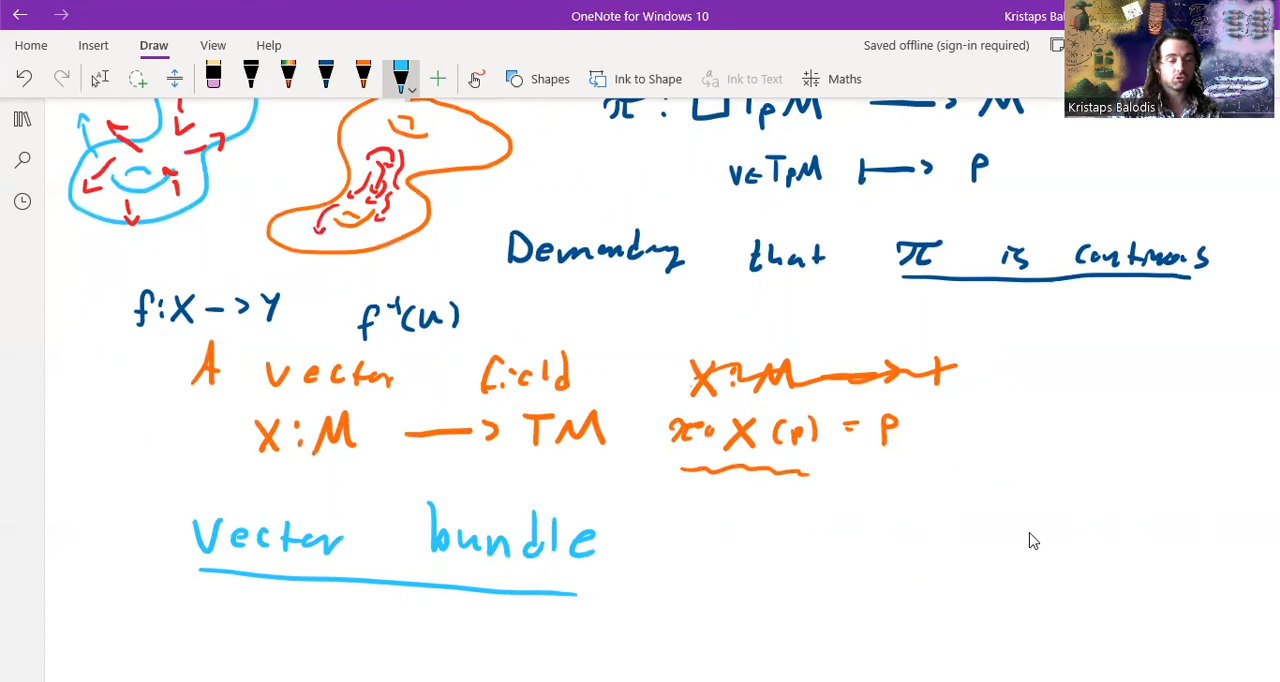 OneNote for Windows 10
Kristaps Ba
Home Insert Draw View Help
Saved offline (sign-in required)
Shapes Ink to Shape Ink to Text Maths
Kristaps Balodis
π : ⨆ TpM → M
v∈TpM ↦ p
Demanding that π is continuous
f: X -> Y f⁻¹(U)
A vector field
X : M → TM π∘X(p) = p
vector bundle